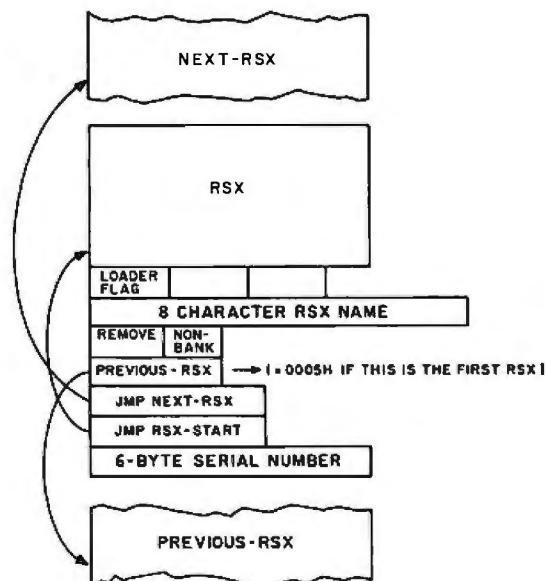 NEXT-RSX
RSX
LOADER
FLAG
8 CHARACTER RSX NAME
REMOVE
NON-
BANK
PREVIOUS-RSX
(=0005H IF THIS IS THE FIRST RSX)
JMP NEXT-RSX
JMP RSX-START
6-BYTE SERIAL NUMBER
PREVIOUS-RSX